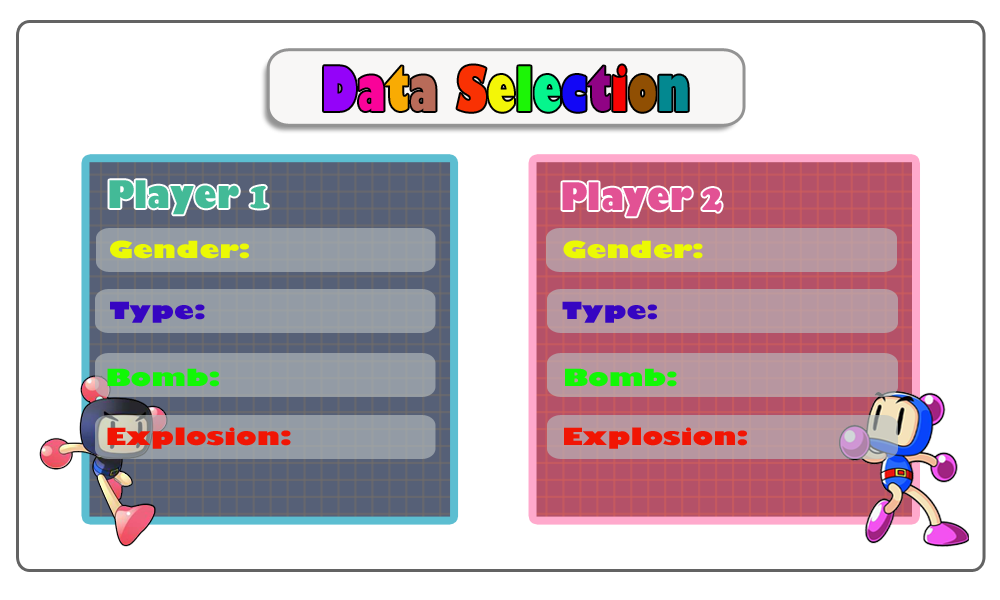 Data Selection
Player 1
Gender:
Type:
Bomb:
Explosion:
Player 2
Gender:
Type:
Bomb:
Explosion: